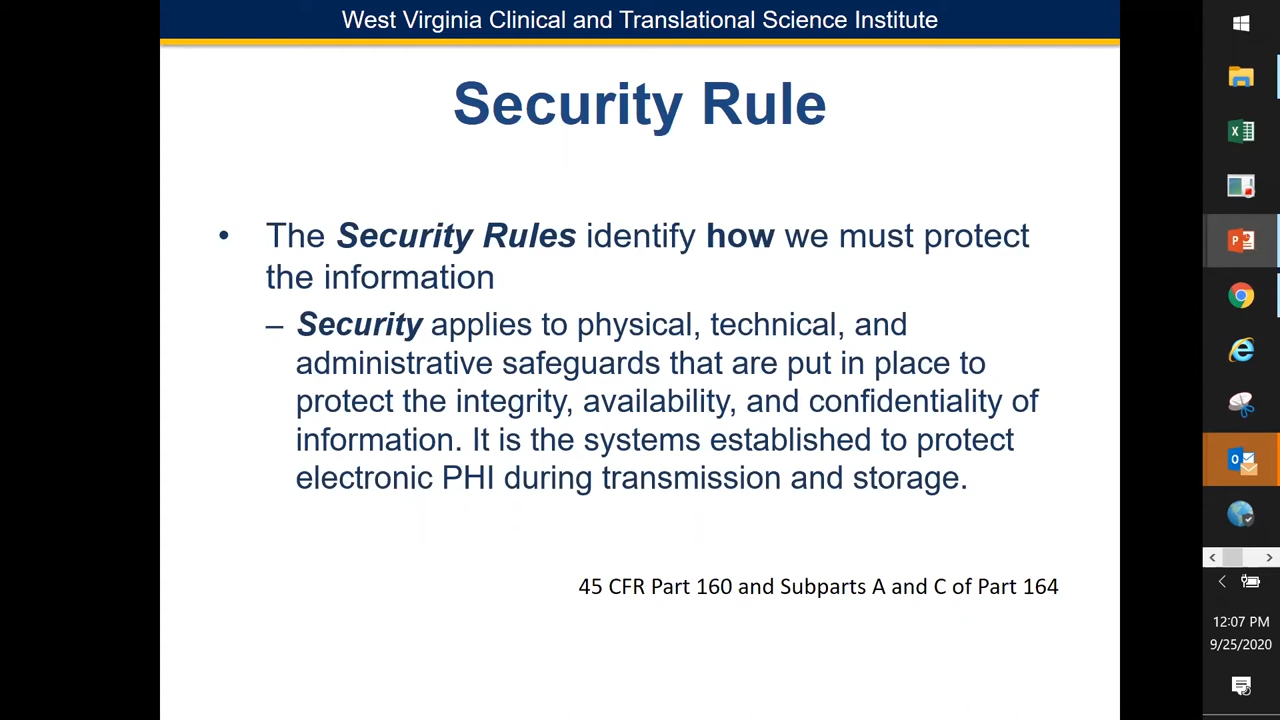 West Virginia Clinical and Translational Science Institute
Security Rule
• The Security Rules identify how we must protect
the information
– Security applies to physical, technical, and
administrative safeguards that are put in place to
protect the integrity, availability, and confidentiality of
information. It is the systems established to protect
electronic PHI during transmission and storage.
45 CFR Part 160 and Subparts A and C of Part 164
12:07 PM
9/25/2020